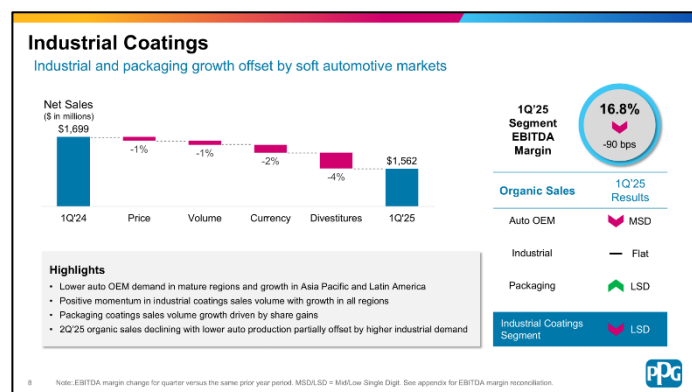 Industrial Coatings
Industrial and packaging growth offset by soft automotive markets
Net Sales
($ in millions)
$1,699
-1%
-1%
-2%
-4%
$1,562
1Q'24
Price
Volume
Currency
Divestitures
1Q'25
1Q'25
Segment
EBITDA
Margin
16.8%
-90 bps
Organic Sales
1Q'25
Results
Auto OEM
MSD
Industrial
Flat
Packaging
LSD
Industrial Coatings
Segment
LSD
Highlights
• Lower auto OEM demand in mature regions and growth in Asia Pacific and Latin America
• Positive momentum in industrial coatings sales volume with growth in all regions
• Packaging coatings sales volume growth driven by share gains
• 2Q'25 organic sales declining with lower auto production partially offset by higher industrial demand
8
Note:.EBITDA margin change for quarter versus the same prior year period. MSD/LSD = Mid/Low Single Digit. See appendix for EBITDA margin reconciliation.
PPG